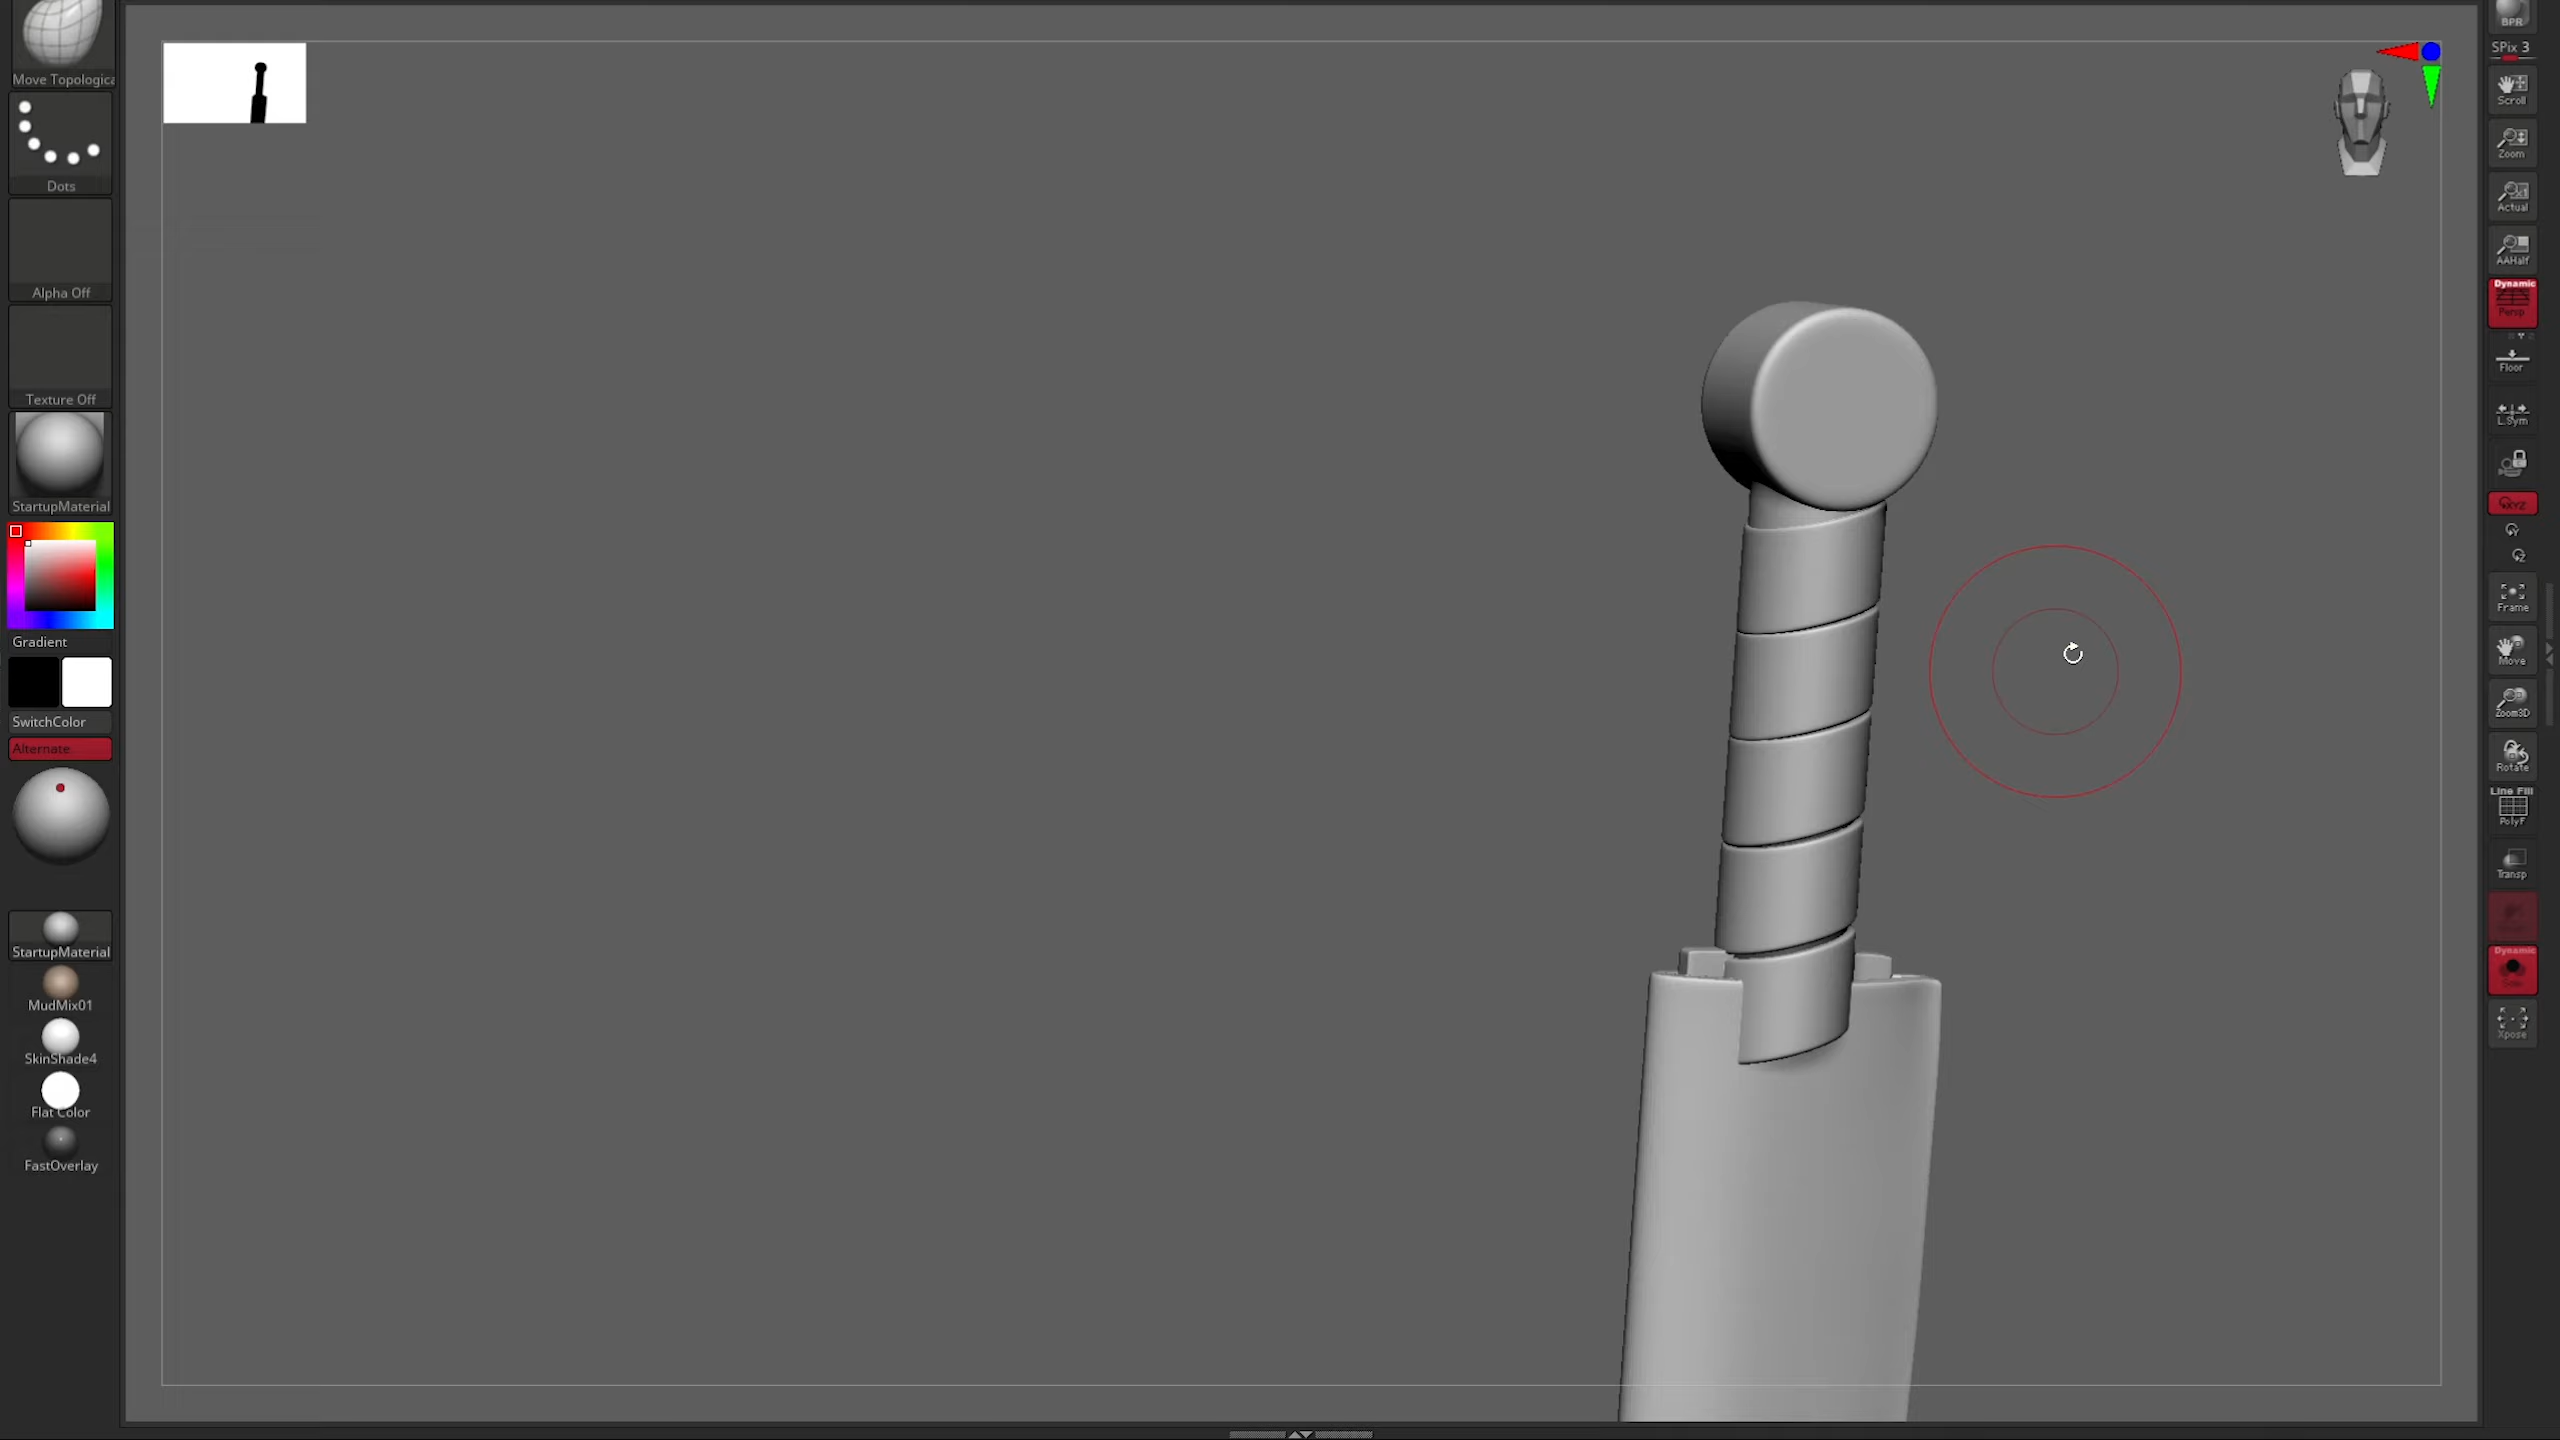 Move Topologica
Dots
Alpha Off
Texture Off
StartupMaterial
Gradient
SwitchColor
Alternate
StartupMaterial
MudMix01
SkinShade4
Flat Color
FastOverlay
BPR
SPix 3
Scroll
Zoom
Actual
AAHalf
Dynamic
Persp
Floor
L.Sym
XYZ
Frame
Move
Zoom3D
Rotate
Line Fill
PolyF
Transp
Dynamic
Solo
Xpose